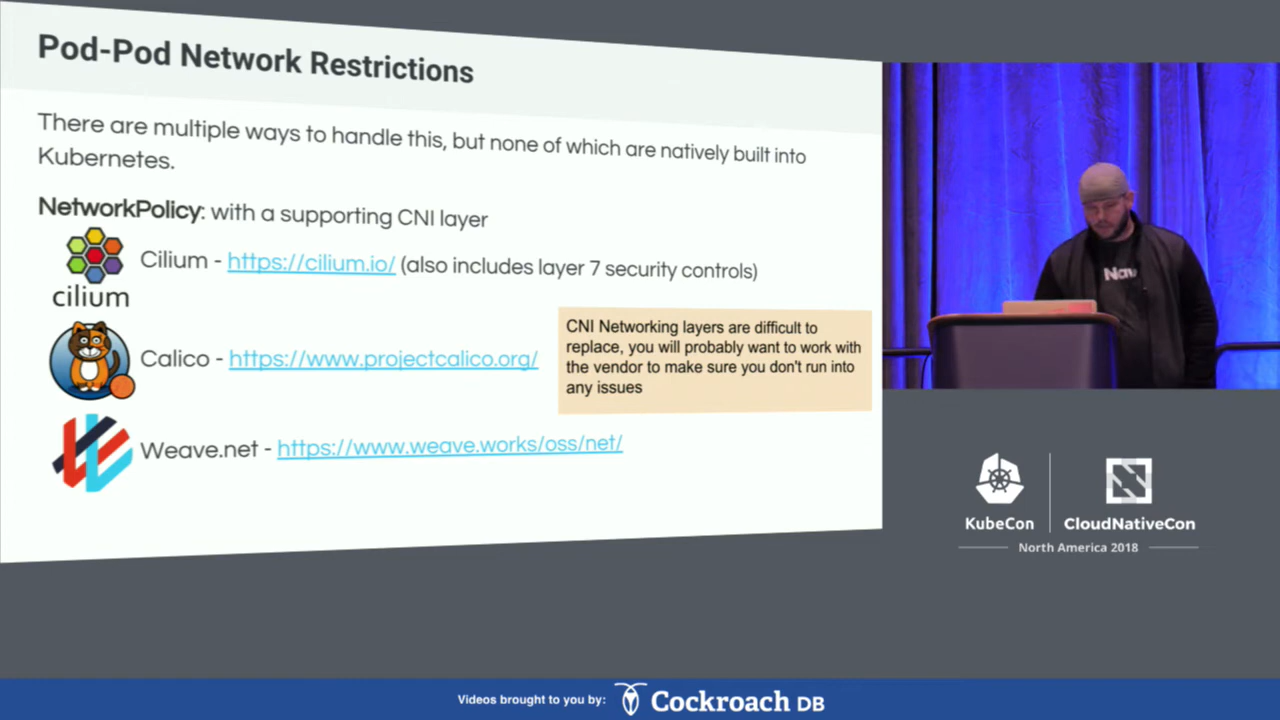 Pod-Pod Network Restrictions
There are multiple ways to handle this, but none of which are natively built into
Kubernetes.
NetworkPolicy: with a supporting CNI layer
Cilium - https://cilium.io/ (also includes layer 7 security controls)
cilium
Calico - https://www.projectcalico.org/
CNI Networking layers are difficult to
replace, you will probably want to work with
the vendor to make sure you don't run into
any issues
Weave.net - https://www.weave.works/oss/net/
Nav
KubeCon
CloudNativeCon
North America 2018
Videos brought to you by:
Cockroach DB